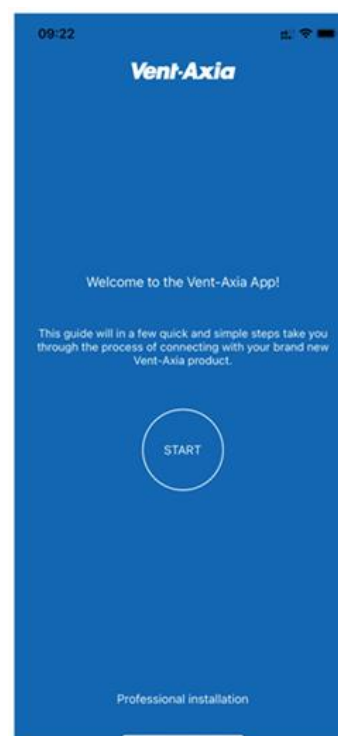 09:22
Vent-Axia
Welcome to the Vent-Axia App!
This guide will in a few quick and simple steps take you
through the process of connecting with your brand new
Vent-Axia product.
START
Professional installation